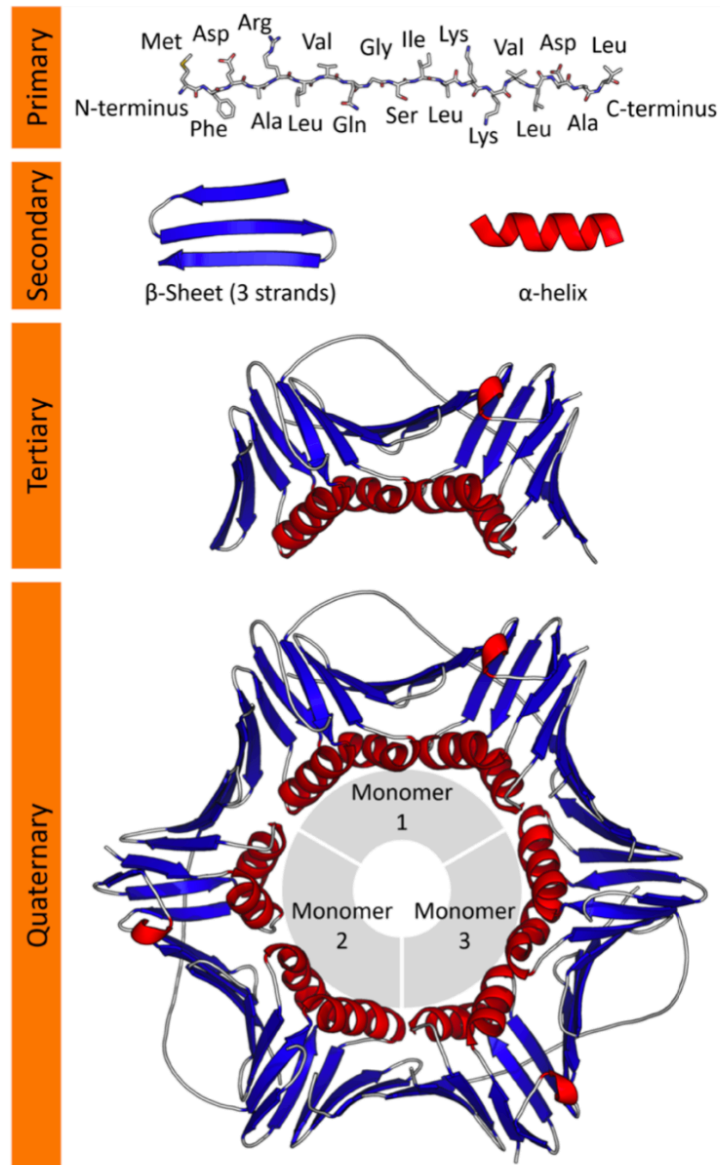 Primary
Met Asp Arg Val Gly Ile Lys Val Asp Leu
N-terminus Phe Ala Leu Gln Ser Leu Lys Leu Ala C-terminus
Secondary
β-Sheet (3 strands)
α-helix
Tertiary
Quaternary
Monomer
1
Monomer
2
Monomer
3